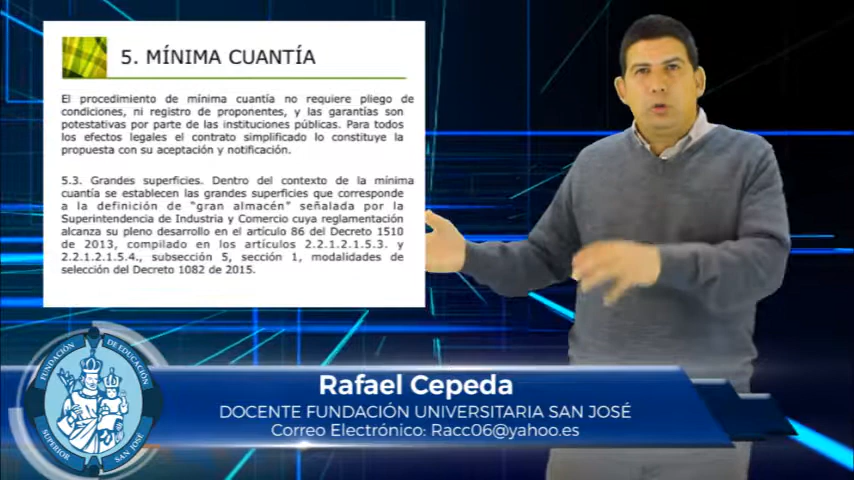 5. MÍNIMA CUANTÍA
El procedimiento de mínima cuantía no requiere pliego de
condiciones, ni registro de proponentes, y las garantías son
potestativas por parte de las instituciones públicas. Para todos
los efectos legales el contrato simplificado lo constituye la
propuesta con su aceptación y notificación.
5.3. Grandes superficies. Dentro del contexto de la mínima
cuantía se establecen las grandes superficies que corresponde
a la definición de "gran almacén" señalada por la
Superintendencia de Industria y Comercio cuya reglamentación
alcanza su pleno desarrollo en el artículo 86 del Decreto 1510
de 2013, compilado en los artículos 2.2.1.2.1.5.3. y
2.2.1.2.1.5.4., subsección 5, sección 1, modalidades de
selección del Decreto 1082 de 2015.
Rafael Cepeda
DOCENTE FUNDACIÓN UNIVERSITARIA SAN JOSÉ
Correo Electrónico: Racc06@yahoo.es
FUNDACIÓN DE EDUCACIÓN
SUPERIOR SAN JOSÉ